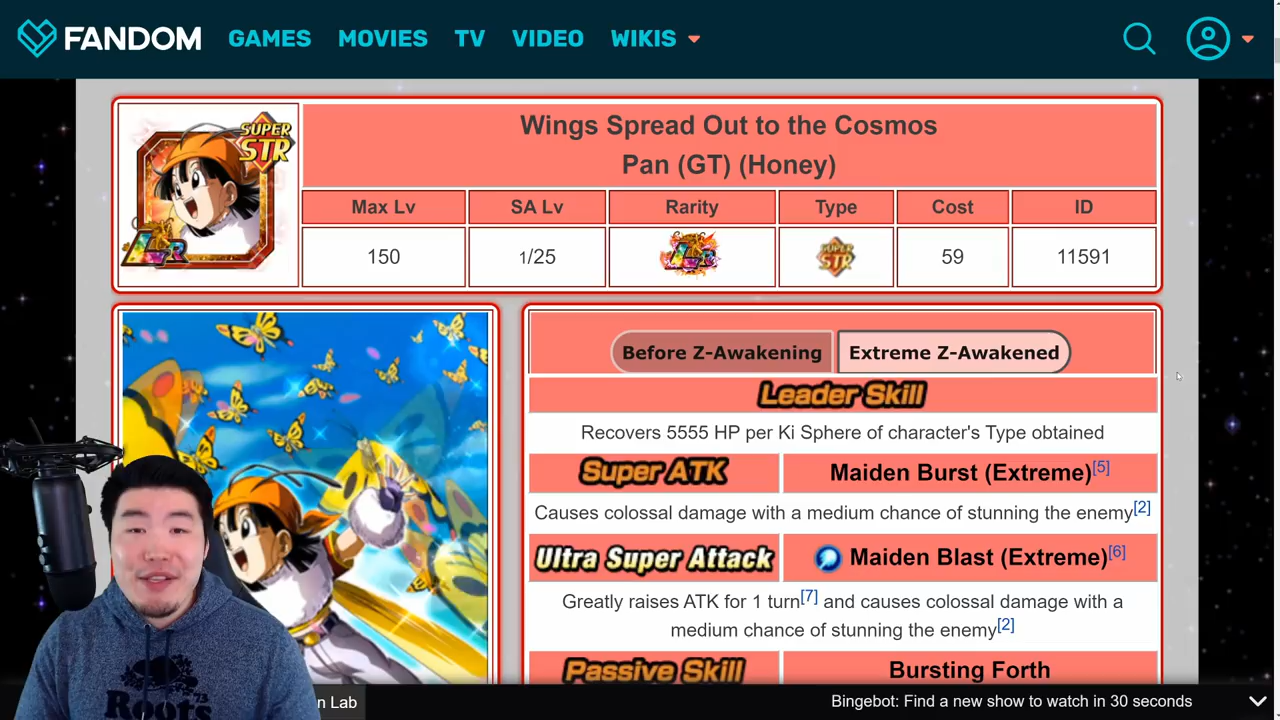 FANDOM GAMES MOVIES TV VIDEO WIKIS
SUPER STR
LR
Wings Spread Out to the Cosmos
Pan (GT) (Honey)
Max Lv SA Lv Rarity Type Cost ID
150 1/25 LR SUPER STR 59 11591
Before Z-Awakening Extreme Z-Awakened
Leader Skill
Recovers 5555 HP per Ki Sphere of character's Type obtained
Super ATK Maiden Burst (Extreme)[5]
Causes colossal damage with a medium chance of stunning the enemy[2]
Ultra Super Attack Maiden Blast (Extreme)[6]
Greatly raises ATK for 1 turn[7] and causes colossal damage with a
medium chance of stunning the enemy[2]
Passive Skill Bursting Forth
Roots
n Lab
Bingebot: Find a new show to watch in 30 seconds